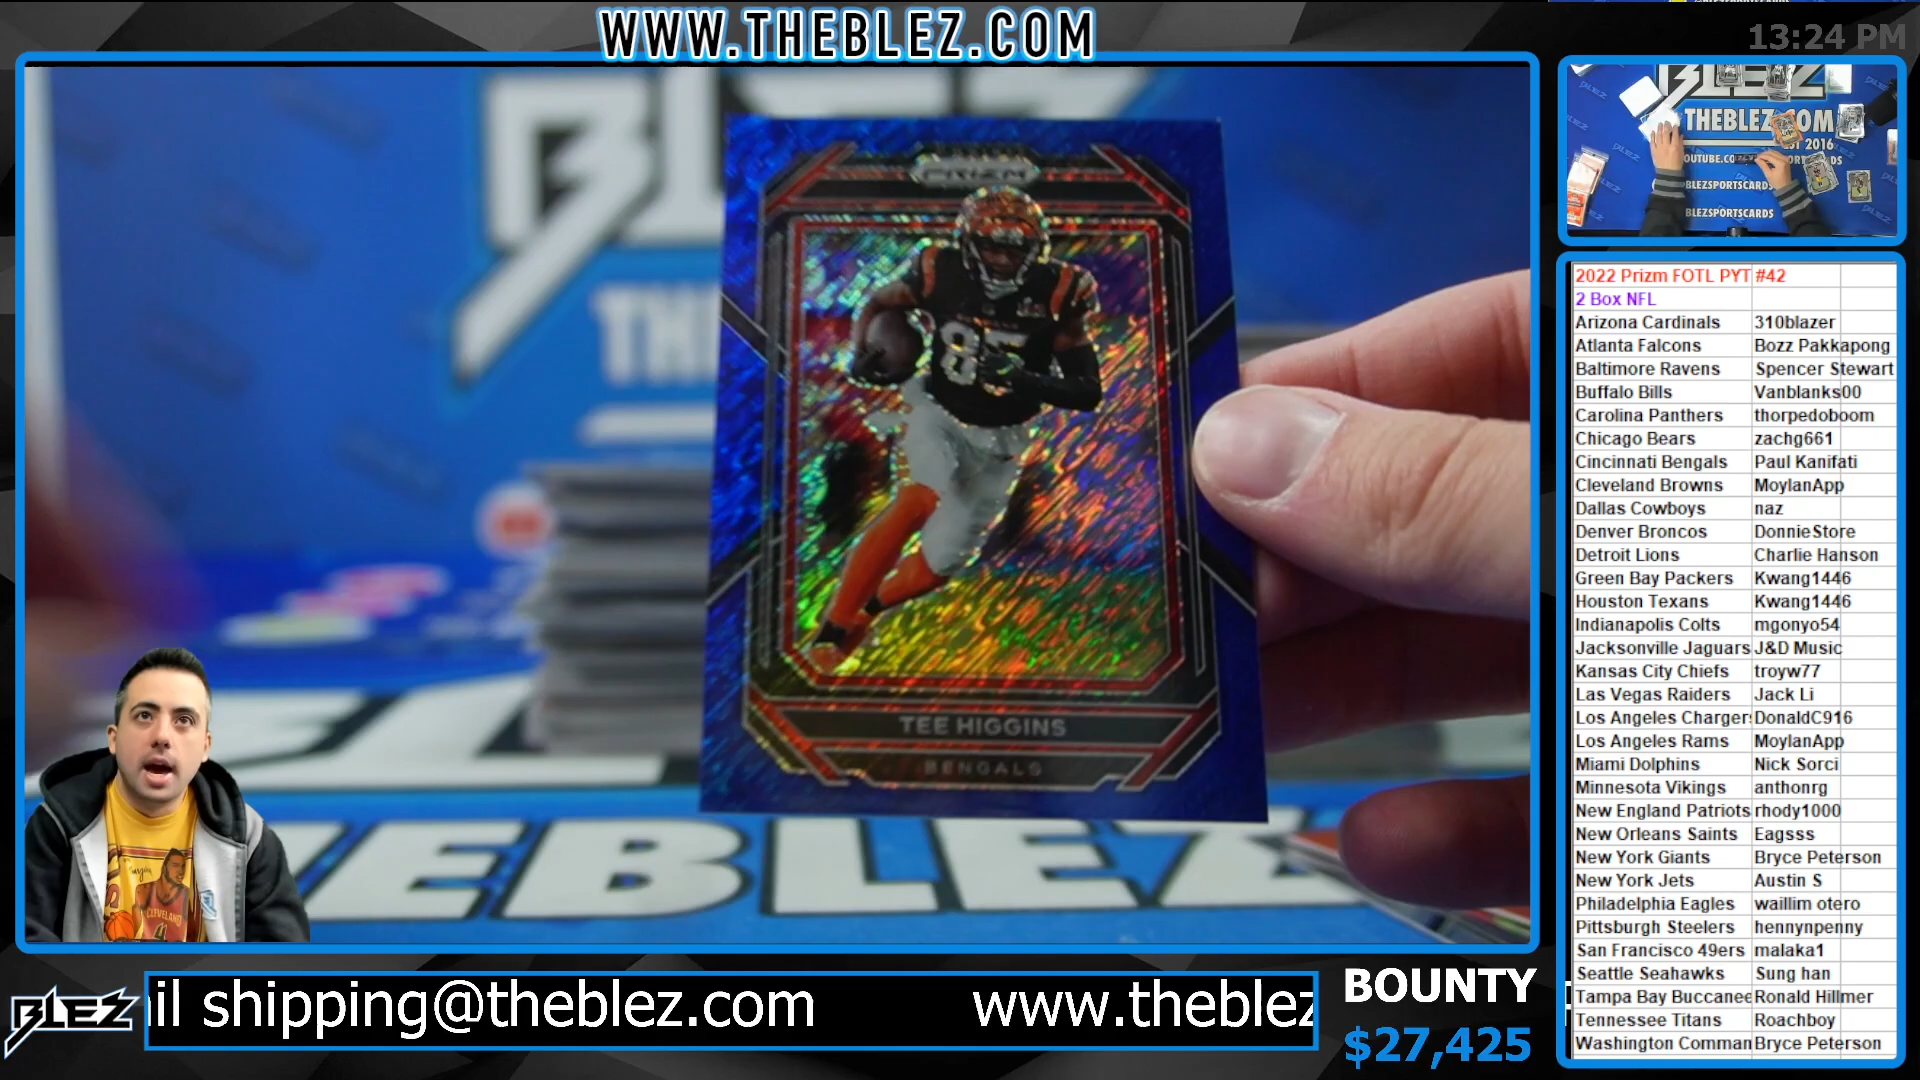 WWW.THEBLEZ.COM
13:24 PM
BLEZ
THEBLEZ.COM
EST 2016
BLEZSPORTSCARDS
BLEZSPORTSCARDS
PRIZM
85
TEE HIGGINS
BENGALS
CLEVELAND
2022 Prizm FOTL PYT #42
2 Box NFL
Arizona Cardinals 310blazer
Atlanta Falcons Bozz Pakkapong
Baltimore Ravens Spencer Stewart
Buffalo Bills Vanblanks00
Carolina Panthers thorpedoboom
Chicago Bears zachg661
Cincinnati Bengals Paul Kanifati
Cleveland Browns MoylanApp
Dallas Cowboys naz
Denver Broncos DonnieStore
Detroit Lions Charlie Hanson
Green Bay Packers Kwang1446
Houston Texans Kwang1446
Indianapolis Colts mgonyo54
Jacksonville Jaguars J&D Music
Kansas City Chiefs troyw77
Las Vegas Raiders Jack Li
Los Angeles Charger DonaldC916
Los Angeles Rams MoylanApp
Miami Dolphins Nick Sorci
Minnesota Vikings anthonrg
New England Patriots rhody1000
New Orleans Saints Eagsss
New York Giants Bryce Peterson
New York Jets Austin S
Philadelphia Eagles waillim otero
Pittsburgh Steelers hennynpenny
San Francisco 49ers malaka1
Seattle Seahawks Sung han
Tampa Bay Buccanee Ronald Hillmer
Tennessee Titans Roachboy
Washington Comman Bryce Peterson
BLEZ
il shipping@theblez.com www.theblez
BOUNTY
$27,425